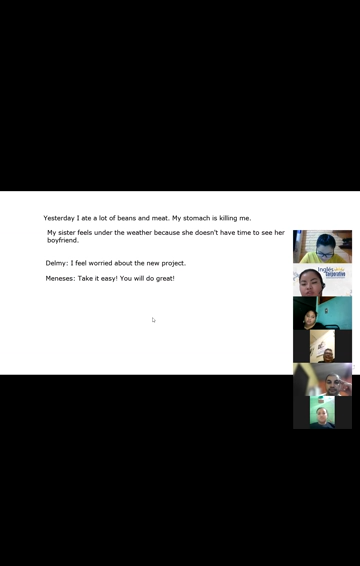 Yesterday I ate a lot of beans and meat. My stomach is killing me.
My sister feels under the weather because she doesn't have time to see her
boyfriend.
Delmy: I feel worried about the new project.
Meneses: Take it easy! You will do great!
Inglés
Corporativo